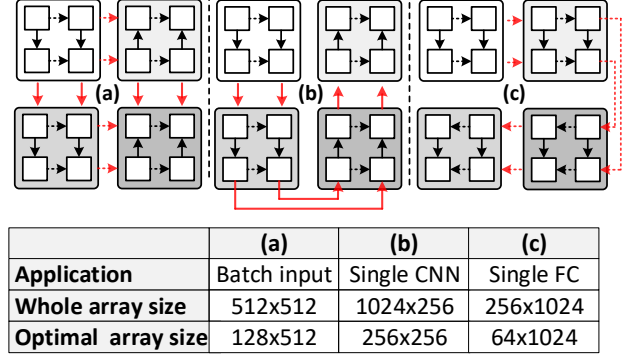 (a) (b) (c)
(a) (b) (c)
Application Batch input Single CNN Single FC
Whole array size 512x512 1024x256 256x1024
Optimal array size 128x512 256x256 64x1024